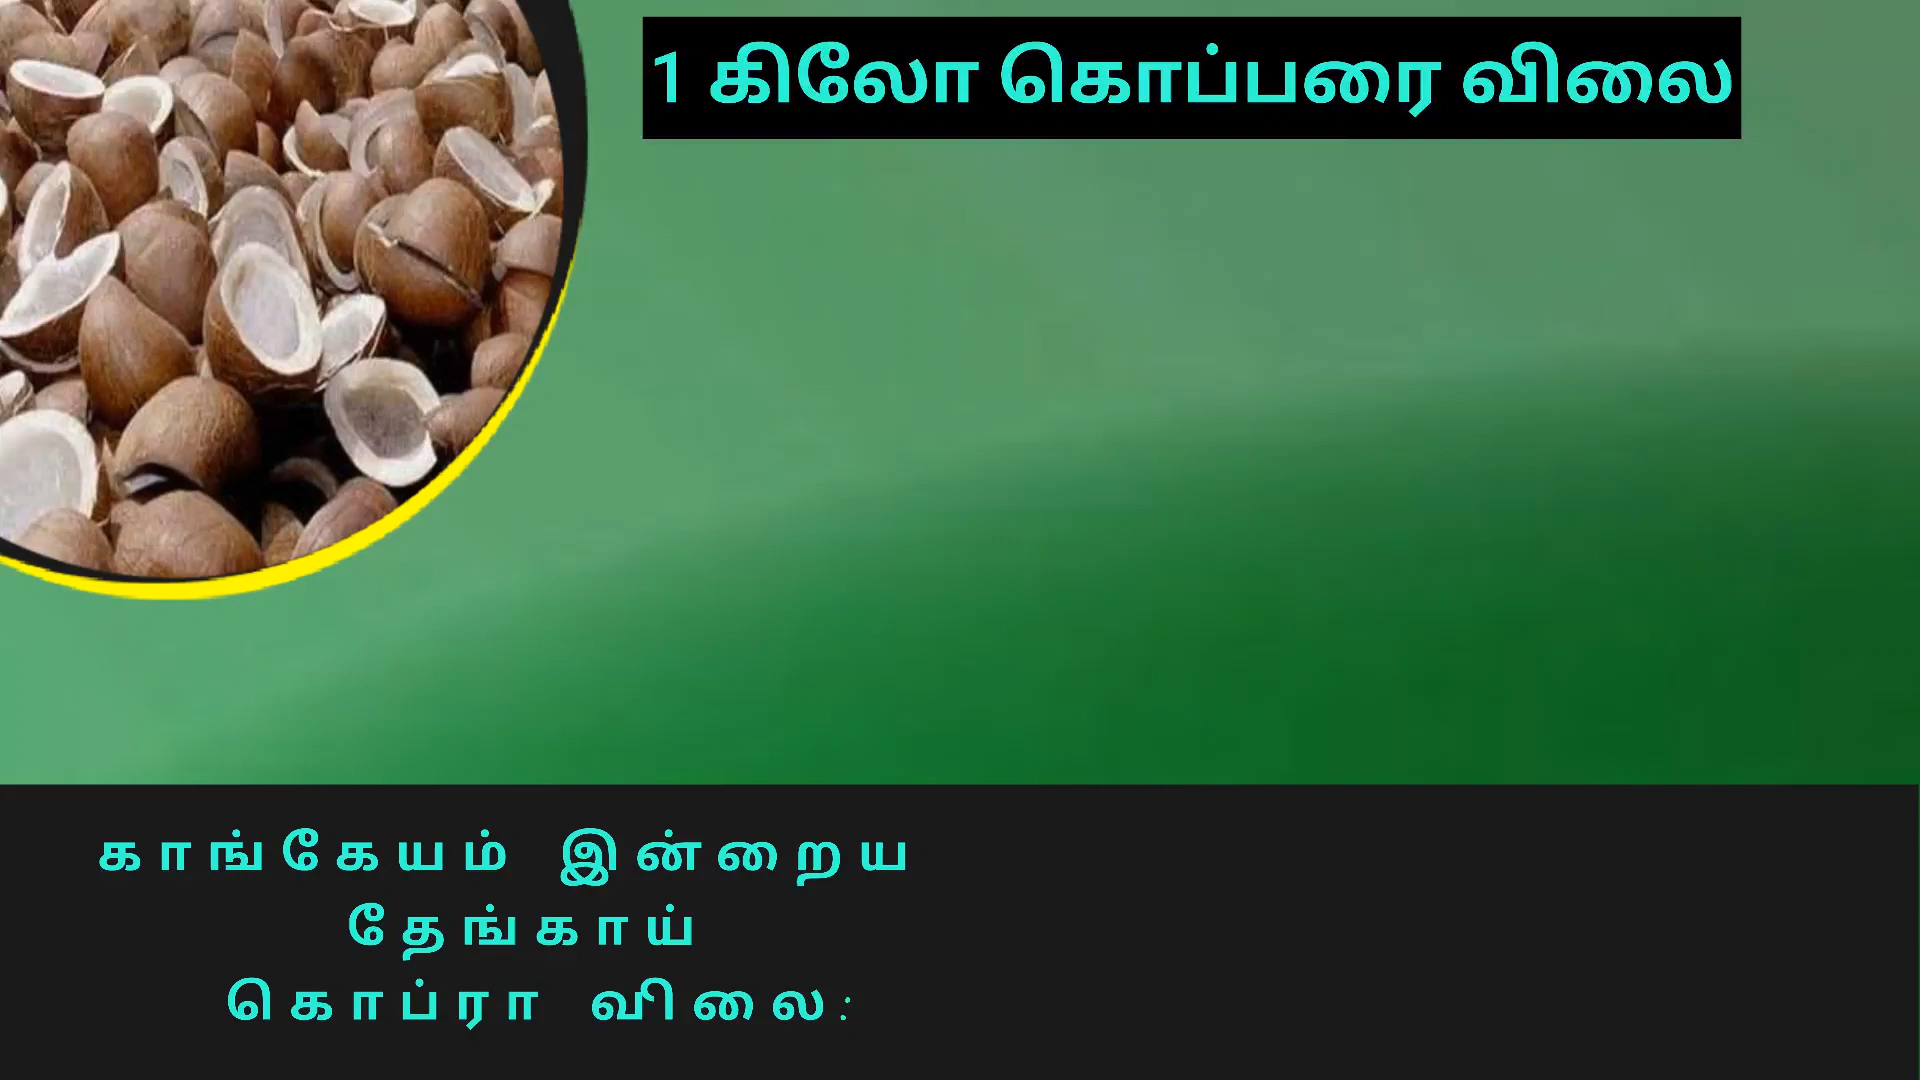 1 கிலோ கொப்பரை விலை
காங்கேயம் இன்றைய
தேங்காய்
கொப்ரா விலை: